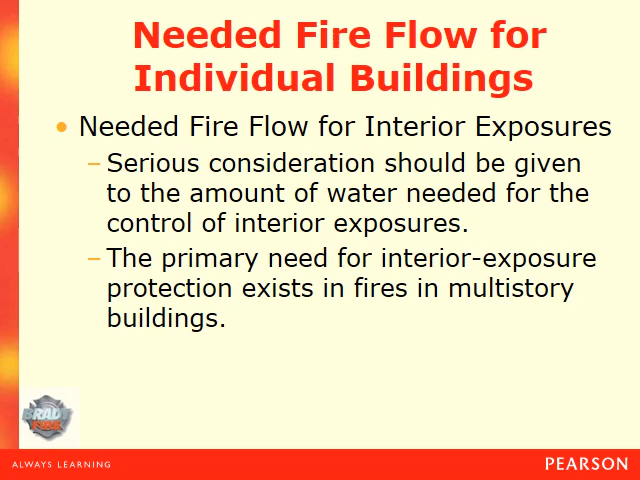 Needed Fire Flow for
Individual Buildings
• Needed Fire Flow for Interior Exposures
– Serious consideration should be given
to the amount of water needed for the
control of interior exposures.
– The primary need for interior-exposure
protection exists in fires in multistory
buildings.
BRADY
FIRE
ALWAYS LEARNING
PEARSON